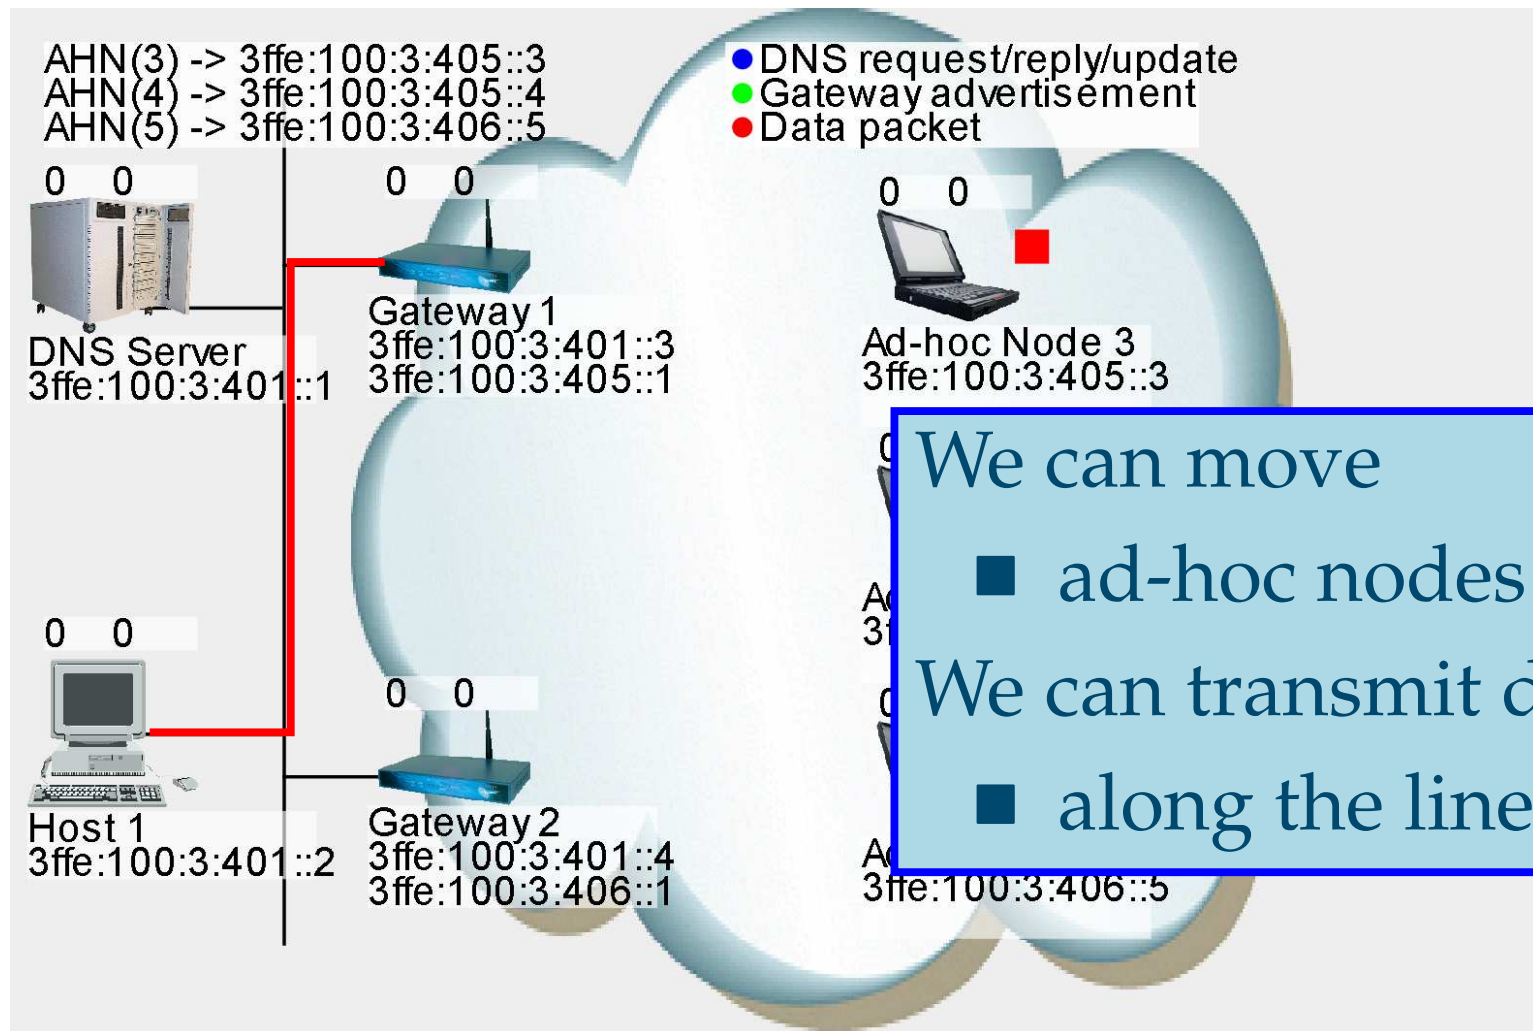 AHN(3) -> 3ffe:100:3:405::3
AHN(4) -> 3ffe:100:3:405::4
AHN(5) -> 3ffe:100:3:406::5
DNS request/reply/update
Gateway advertisement
Data packet
0 0
DNS Server
3ffe:100:3:401::1
0 0
Gateway 1
3ffe:100:3:401::3
3ffe:100:3:405::1
0 0
Ad-hoc Node 3
3ffe:100:3:405::3
We can move
■ ad-hoc nodes
We can transmit
■ along the line
0 0
Host 1
3ffe:100:3:401::2
0 0
Gateway 2
3ffe:100:3:401::4
3ffe:100:3:406::1
3ffe:100:3:406::5